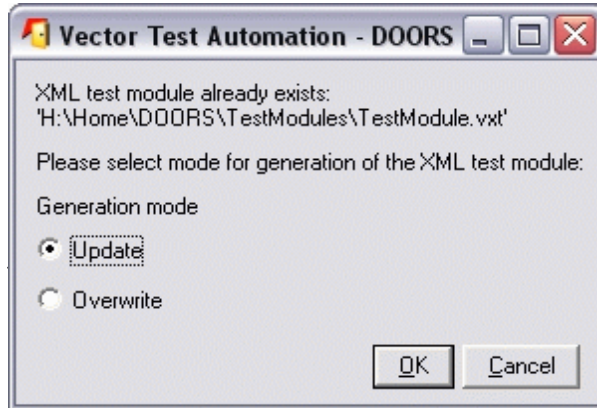 Vector Test Automation - DOORS
XML test module already exists:
'H:\Home\DOORS\TestModules\TestModule.vxt'
Please select mode for generation of the XML test module:
Generation mode
Update
Overwrite
OK Cancel